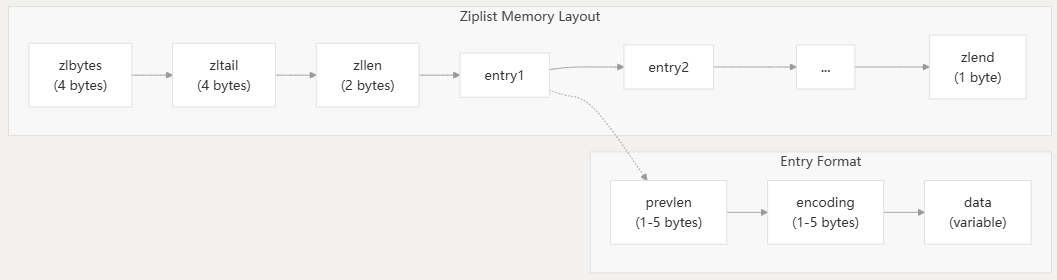 Ziplist Memory Layout
zlbytes
(4 bytes)
zltail
(4 bytes)
zllen
(2 bytes)
entry1
entry2
...
zlend
(1 byte)
Entry Format
prevlen
(1-5 bytes)
encoding
(1-5 bytes)
data
(variable)